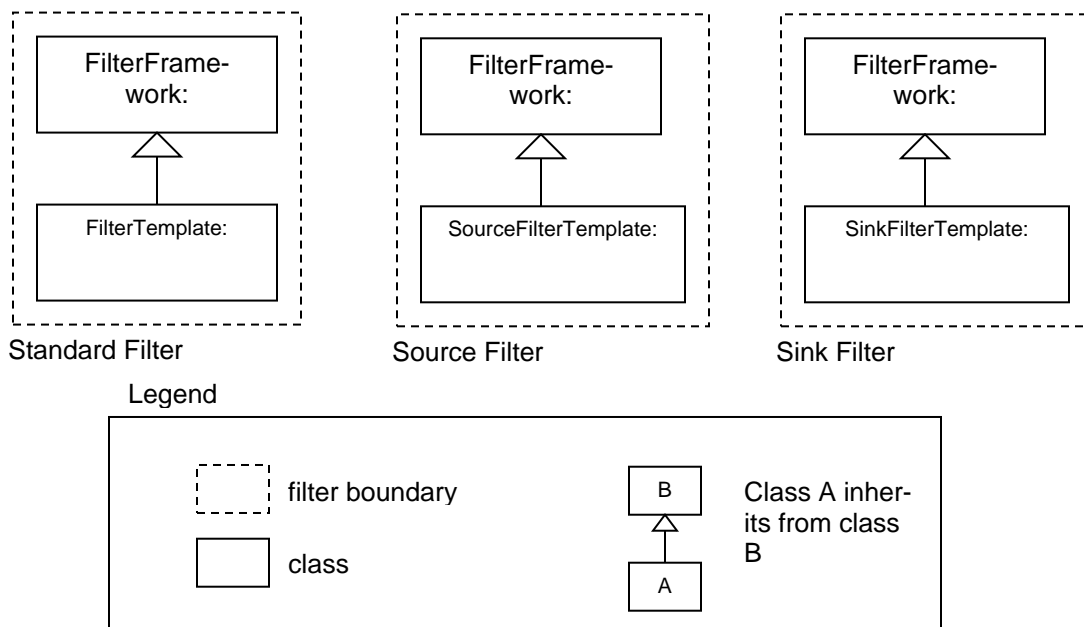 FilterFrame-
work:
FilterFrame-
work:
FilterFrame-
work:
FilterTemplate:
SourceFilterTemplate:
SinkFilterTemplate:
Standard Filter
Source Filter
Sink Filter
Legend
filter boundary
class
B
A
Class A inher-
its from class
B